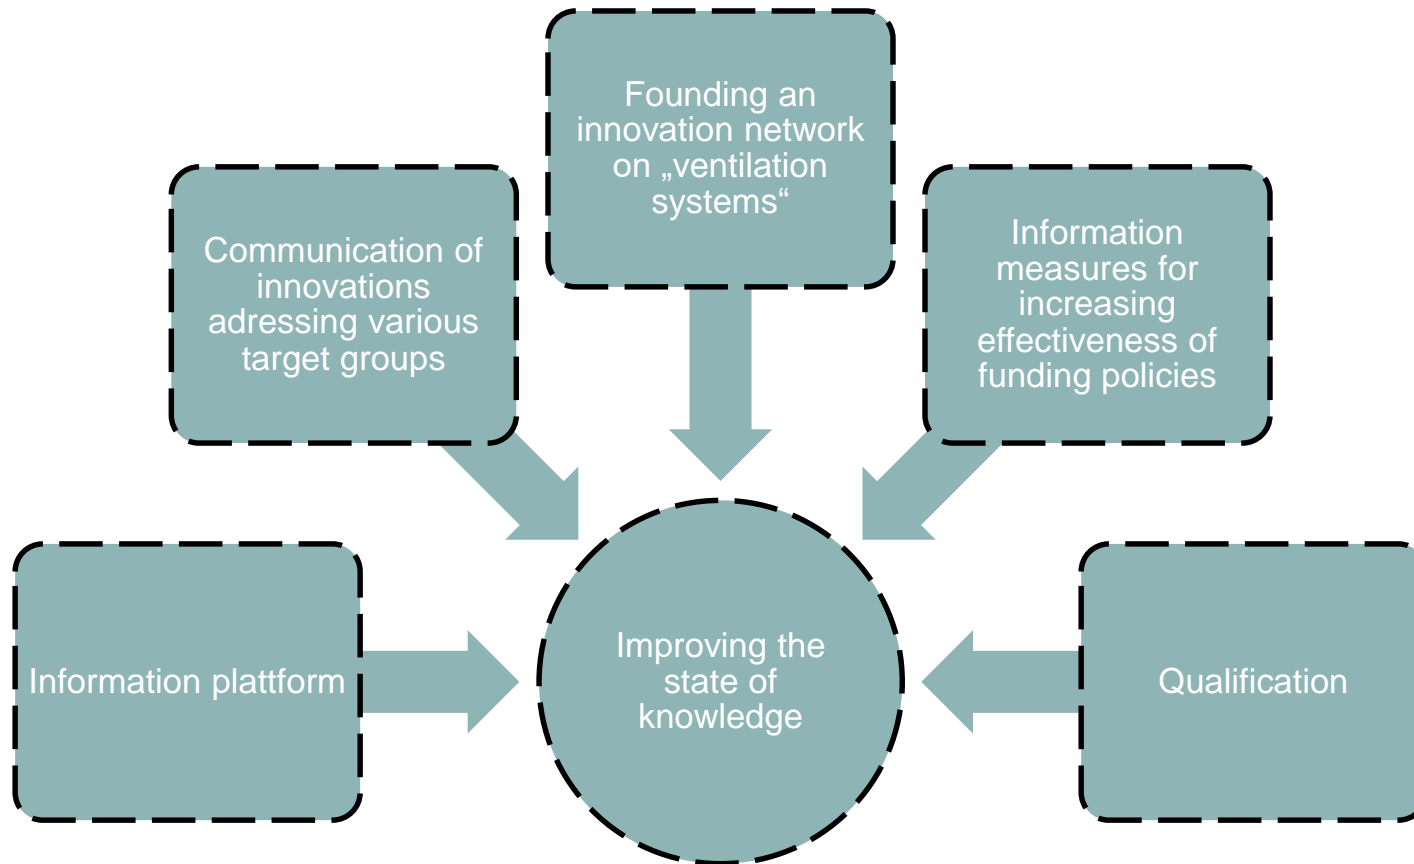 Founding an
innovation network
on „ventilation
systems“
Communication of
innovations
adressing various
target groups
Information
measures for
increasing
effectiveness of
funding policies
Information plattform
Improving the
state of
knowledge
Qualification